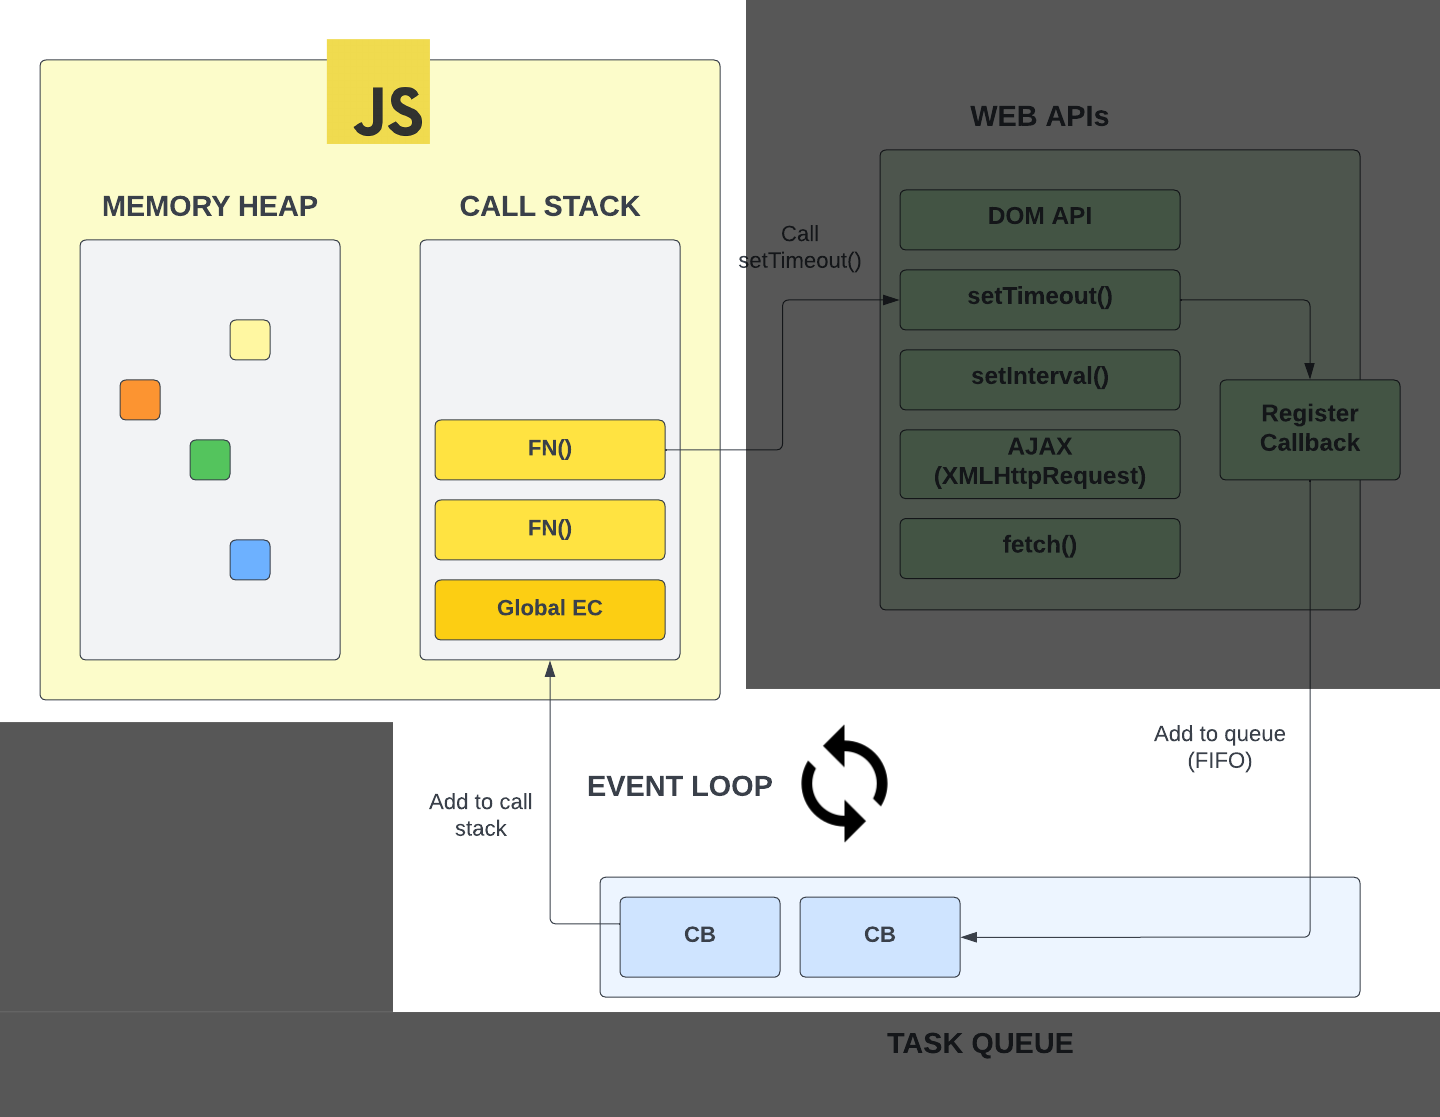 JS
MEMORY HEAP
CALL STACK
FN()
FN()
Global EC
WEB APIs
Call
setTimeout()
DOM API
setTimeout()
setInterval()
AJAX
(XMLHttpRequest)
fetch()
Register
Callback
Add to queue
(FIFO)
EVENT LOOP
Add to call
stack
CB
CB
TASK QUEUE